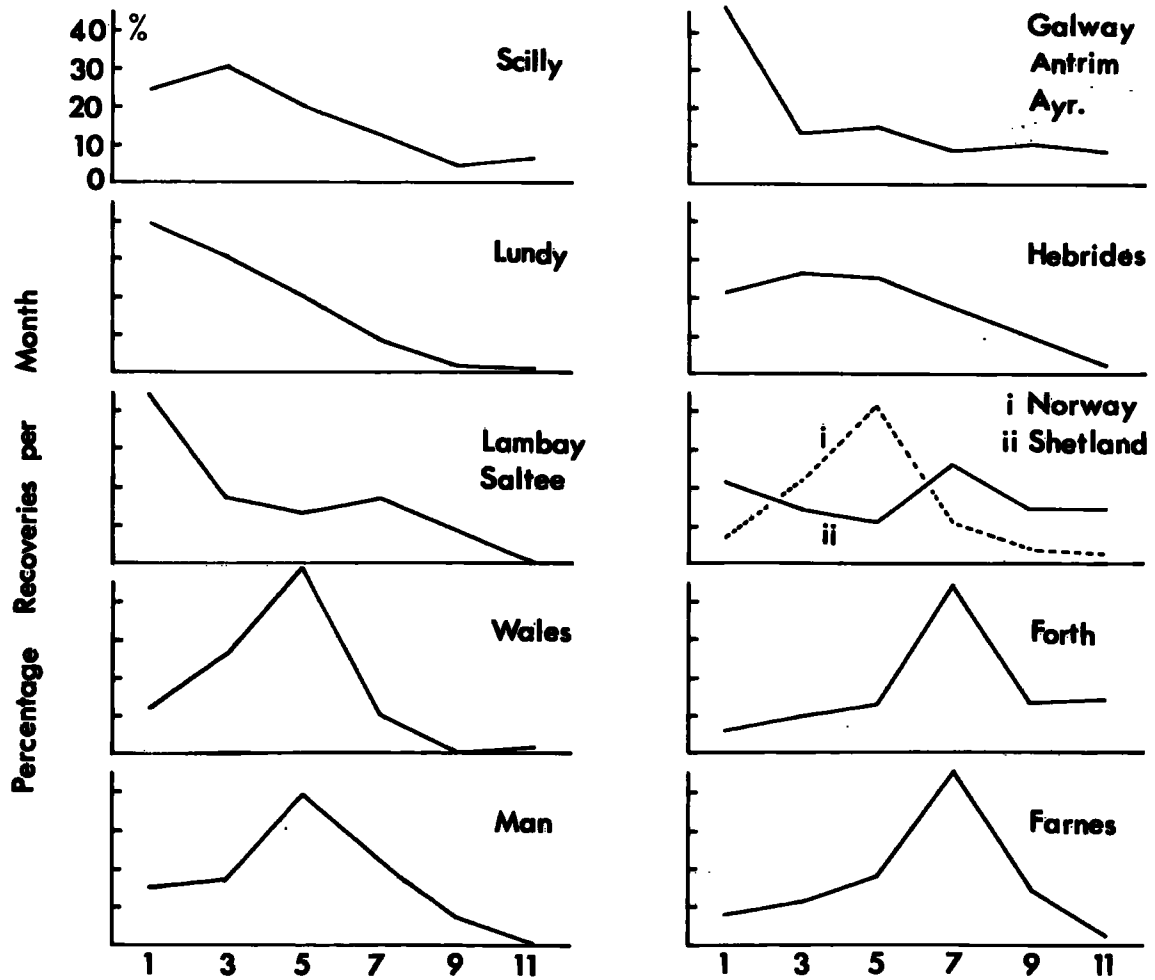 Percentage Recoveries per Month
40 %
30
20
10
0
Scilly
Lundy
Lambay
Saltee
Wales
Man
1 3 5 7 9 11
Galway
Antrim
Ayr.
Hebrides
i Norway
ii Shetland
i
ii
Forth
Farnes
1 3 5 7 9 11